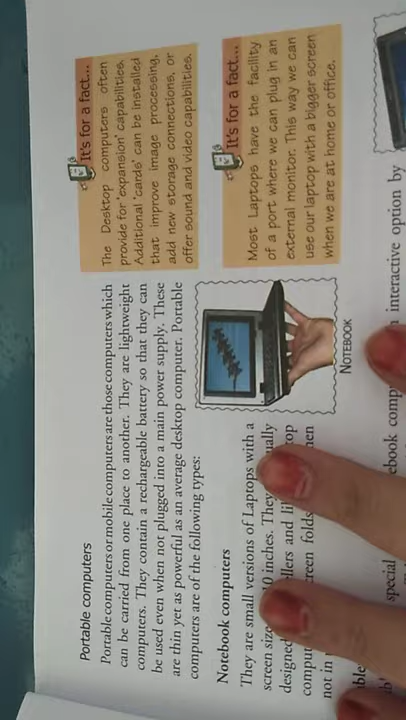 Portable computers
Portable computers or mobile computers are those computers which
can be carried from one place to another. They are lightweight
computers. They contain a rechargeable battery so that they can
be used even when not plugged into a main power supply. These
are thin yet as powerful as an average desktop computer. Portable
computers are of the following types:
Notebook computers
They are small versions of Laptops with a
screen size 10 inches. They
designed and
screen folds
not in
NOTEBOOK
special
interactive option by
It's for a fact...
The Desktop computers often
provide for 'expansion' capabilities.
Additional 'cards' can be installed
that improve image processing,
add new storage connections, or
offer sound and video capabilities.
It's for a fact...
Most Laptops have the facility
of a port where we can plug in an
external monitor. This way we can
use our laptop with a bigger screen
when we are at home or office.